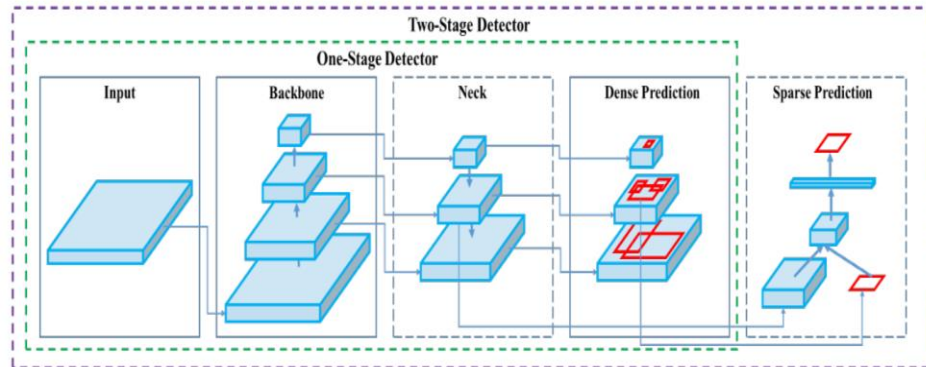 Two-Stage Detector
One-Stage Detector
Input
Backbone
Neck
Dense Prediction
Sparse Prediction